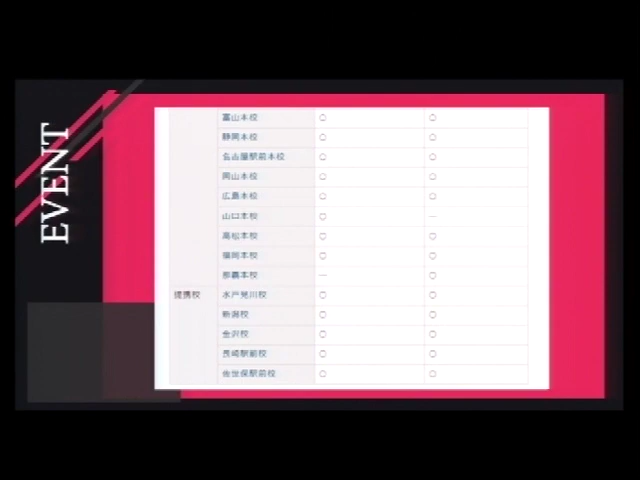 EVENT
富山本校 ○ ○
静岡本校 ○ ○
名古屋駅前本校 ○ ○
岡山本校 ○ ○
広島本校 ○ ○
山口本校 ○ —
高松本校 ○ ○
福岡本校 ○ ○
那覇本校 — ○
提携校 水戸見川校 ○ ○
新潟校 ○ ○
金沢校 ○ ○
長崎駅前校 ○ ○
佐世保駅前校 ○ ○